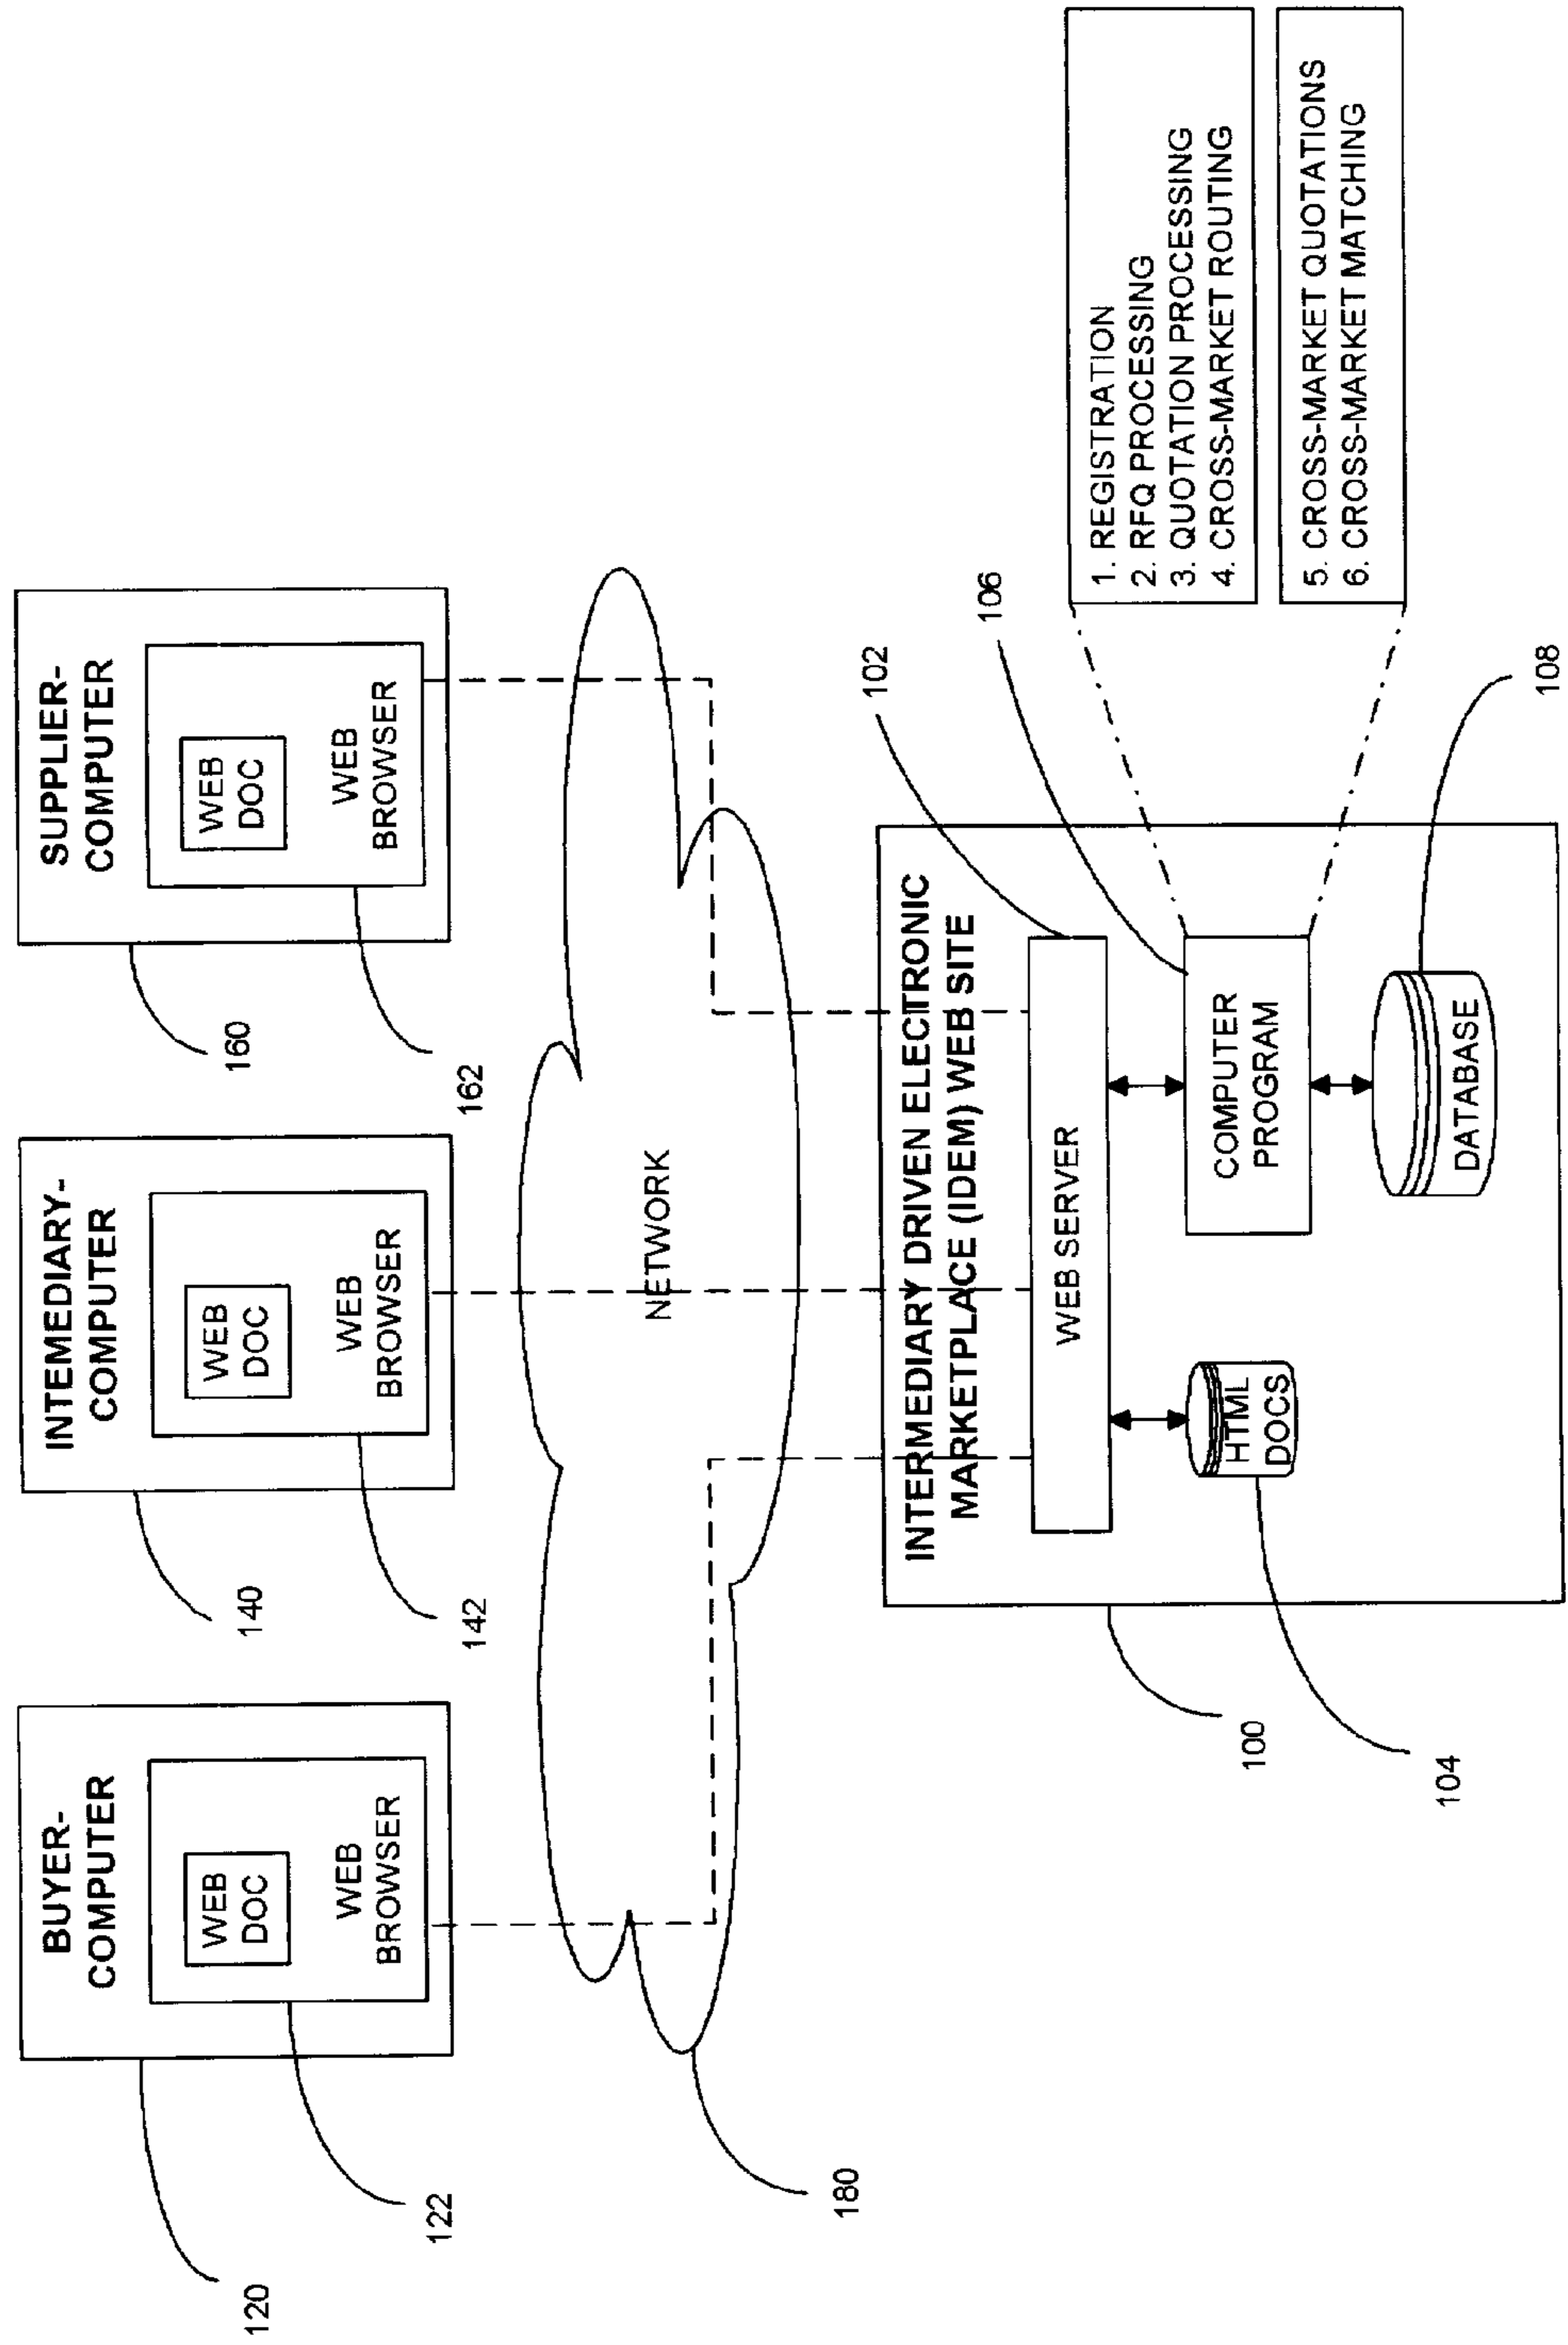 BUYER-
COMPUTER
WEB
DOC
WEB
BROWSER
120
122
INTEMEDIARY-
COMPUTER
WEB
DOC
WEB
BROWSER
140
142
SUPPLIER-
COMPUTER
WEB
DOC
WEB
BROWSER
160
162
NETWORK
180
INTERMEDIARY DRIVEN ELECTRONIC
MARKETPLACE (IDEM) WEB SITE
WEB SERVER
HTML
DOCS
COMPUTER
PROGRAM
DATABASE
100
104
102
106
108
1. REGISTRATION
2. RFQ PROCESSING
3. QUOTATION PROCESSING
4. CROSS-MARKET ROUTING
5. CROSS-MARKET QUOTATIONS
6. CROSS-MARKET MATCHING